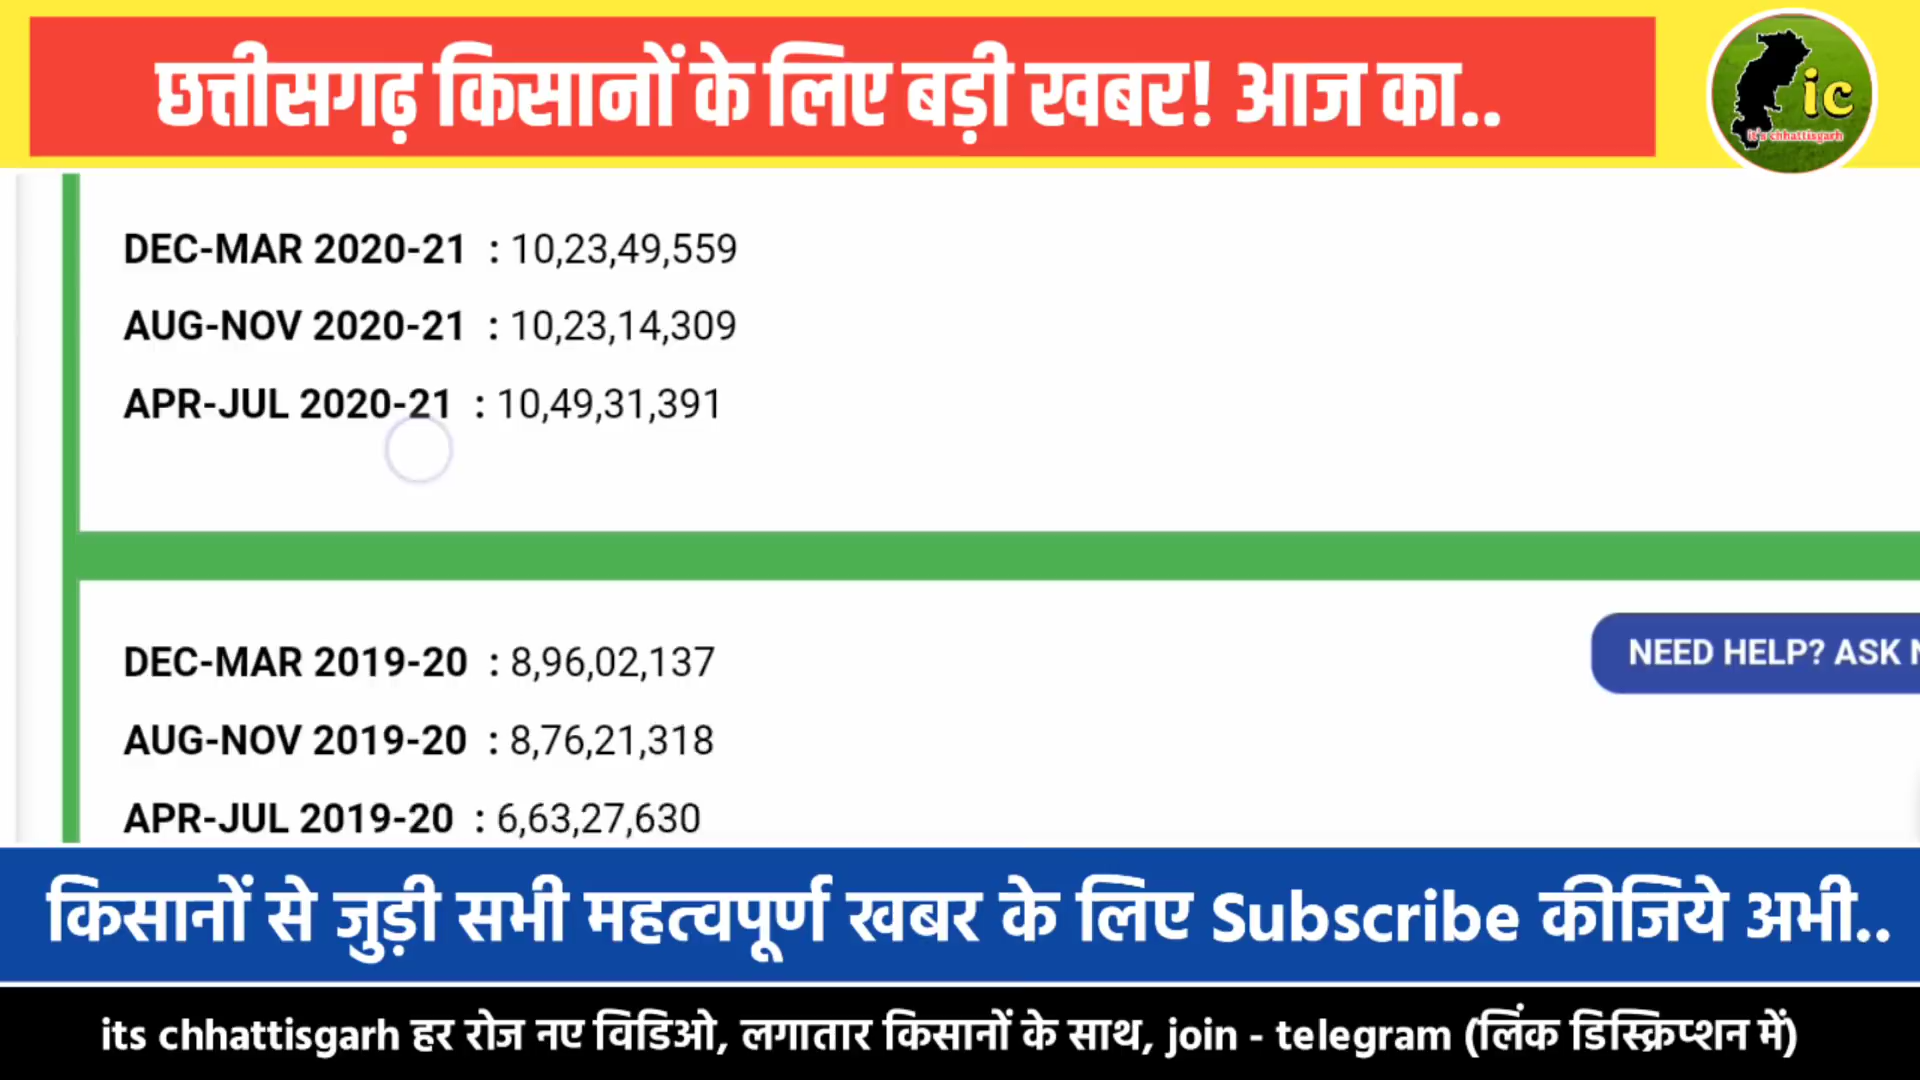 छत्तीसगढ़ किसानों के लिए बड़ी खबर! आज का..
ic
it's chhattisgarh
DEC-MAR 2020-21 : 10,23,49,559
AUG-NOV 2020-21 : 10,23,14,309
APR-JUL 2020-21 : 10,49,31,391
DEC-MAR 2019-20 : 8,96,02,137
NEED HELP? ASK
AUG-NOV 2019-20 : 8,76,21,318
APR-JUL 2019-20 : 6,63,27,630
किसानों से जुड़ी सभी महत्वपूर्ण खबर के लिए Subscribe कीजिये अभी..
its chhattisgarh हर रोज नए विडिओ, लगातार किसानों के साथ, join - telegram (लिंक डिस्क्रिप्शन में)